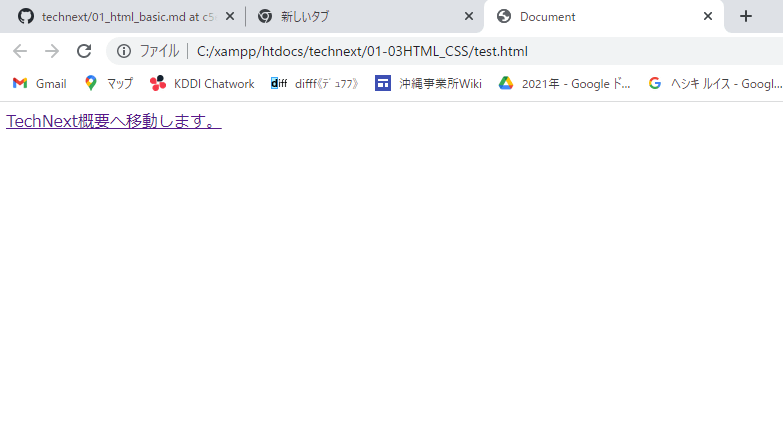 technext/01_html_basic.md at c5
新しいタブ
Document
ファイル C:/xampp/htdocs/technext/01-03HTML_CSS/test.html
Gmail マップ KDDI Chatwork diff difff《ﾃﾞｭﾌﾌ》 沖縄事業所Wiki 2021年 - Google ド... ヘシキ ルイス - Googl...
TechNext概要へ移動します。